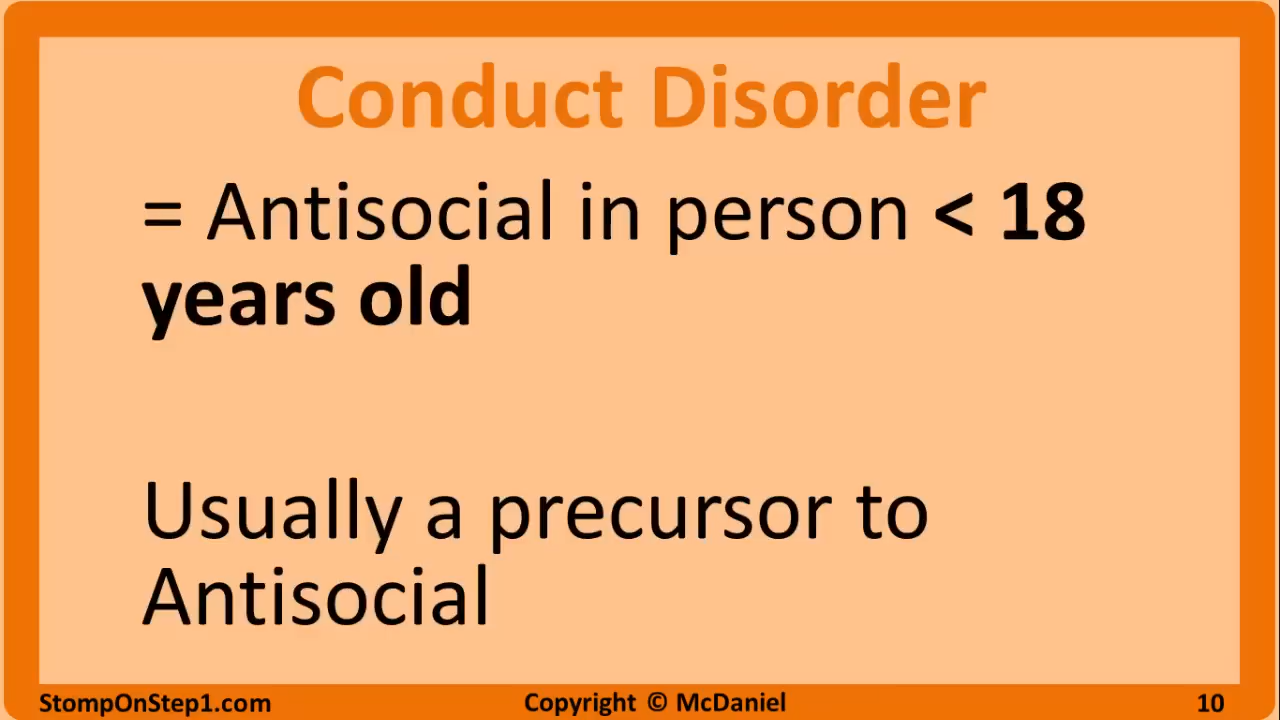 Conduct Disorder
= Antisocial in person < 18
years old
Usually a precursor to
Antisocial
StompOnStep1.com
Copyright © McDaniel
10